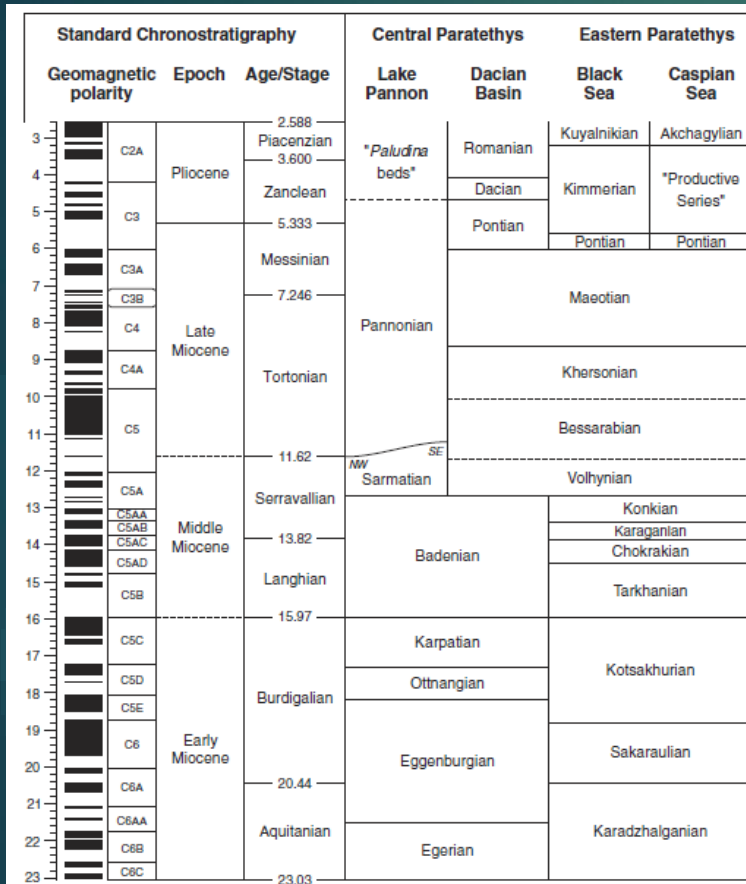 Standard Chronostratigraphy
Central Paratethys
Eastern Paratethys
Geomagnetic polarity
Epoch
Age/Stage
Lake Pannon
Dacian Basin
Black Sea
Caspian Sea
3
4
5
6
7
8
9
10
11
12
13
14
15
16
17
18
19
20
21
22
23
C2A
C3
C3A
C3B
C4
C4A
C5
C5A
C5AA
C5AB
C5AC
C5AD
C5B
C5C
C5D
C5E
C6
C6A
C6AA
C6B
C6C
Pliocene
Late
Miocene
Middle
Miocene
Early
Miocene
2.588
Piacenzian
3.600
Zanclean
5.333
Messinian
7.246
Tortonian
11.62
Serravallian
13.82
Langhian
15.97
Burdigalian
20.44
Aquitanian
23.03
"Paludina
beds"
Pannonian
NW
SE
Sarmatian
Romanian
Dacian
Pontian
Badenian
Karpatian
Ottnangian
Eggenburgian
Egerian
Kuyalnikian
Akchagylian
Kimmerian
"Productive
Series"
Pontian
Pontian
Maeotian
Khersonian
Bessarabian
Volhynian
Konkian
Karaganian
Chokrakian
Tarkhanian
Kotsakhurian
Sakaraulian
Karadzhalganian